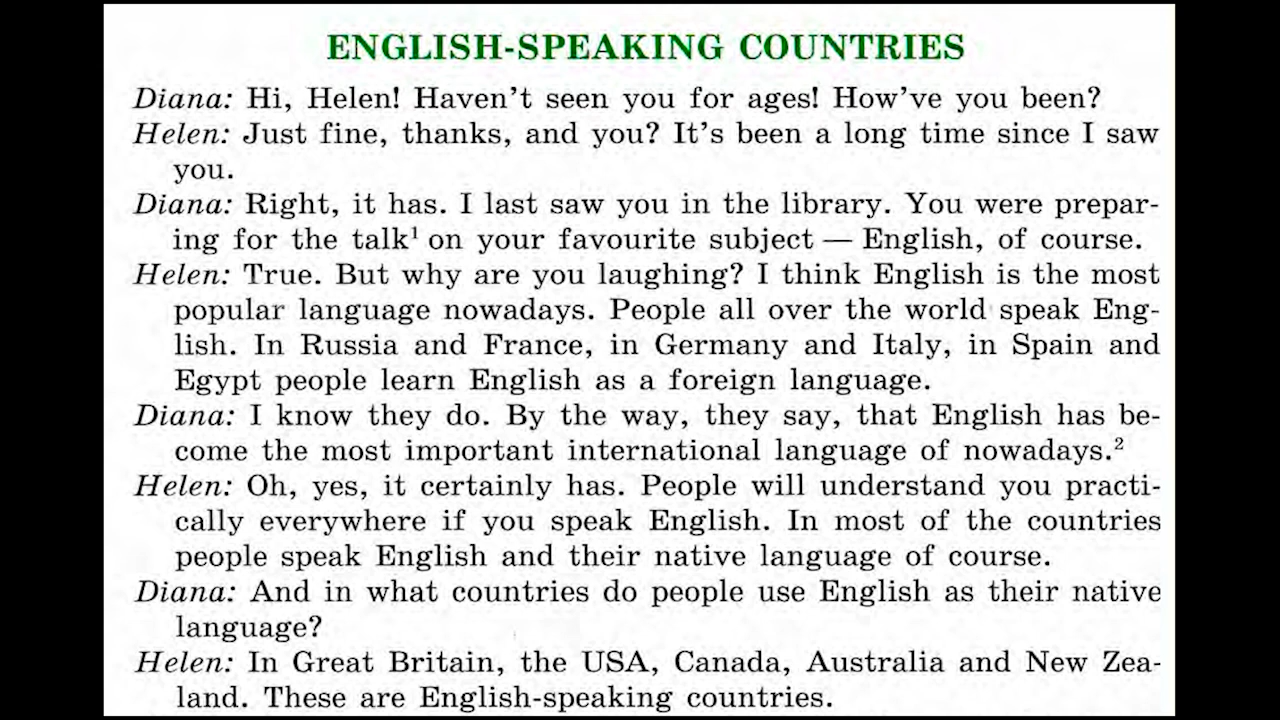 ENGLISH-SPEAKING COUNTRIES
Diana: Hi, Helen! Haven't seen you for ages! How've you been?
Helen: Just fine, thanks, and you? It's been a long time since I saw
you.
Diana: Right, it has. I last saw you in the library. You were prepar-
ing for the talk¹ on your favourite subject — English, of course.
Helen: True. But why are you laughing? I think English is the most
popular language nowadays. People all over the world speak Eng-
lish. In Russia and France, in Germany and Italy, in Spain and
Egypt people learn English as a foreign language.
Diana: I know they do. By the way, they say, that English has be-
come the most important international language of nowadays.²
Helen: Oh, yes, it certainly has. People will understand you practi-
cally everywhere if you speak English. In most of the countries
people speak English and their native language of course.
Diana: And in what countries do people use English as their native
language?
Helen: In Great Britain, the USA, Canada, Australia and New Zea-
land. These are English-speaking countries.